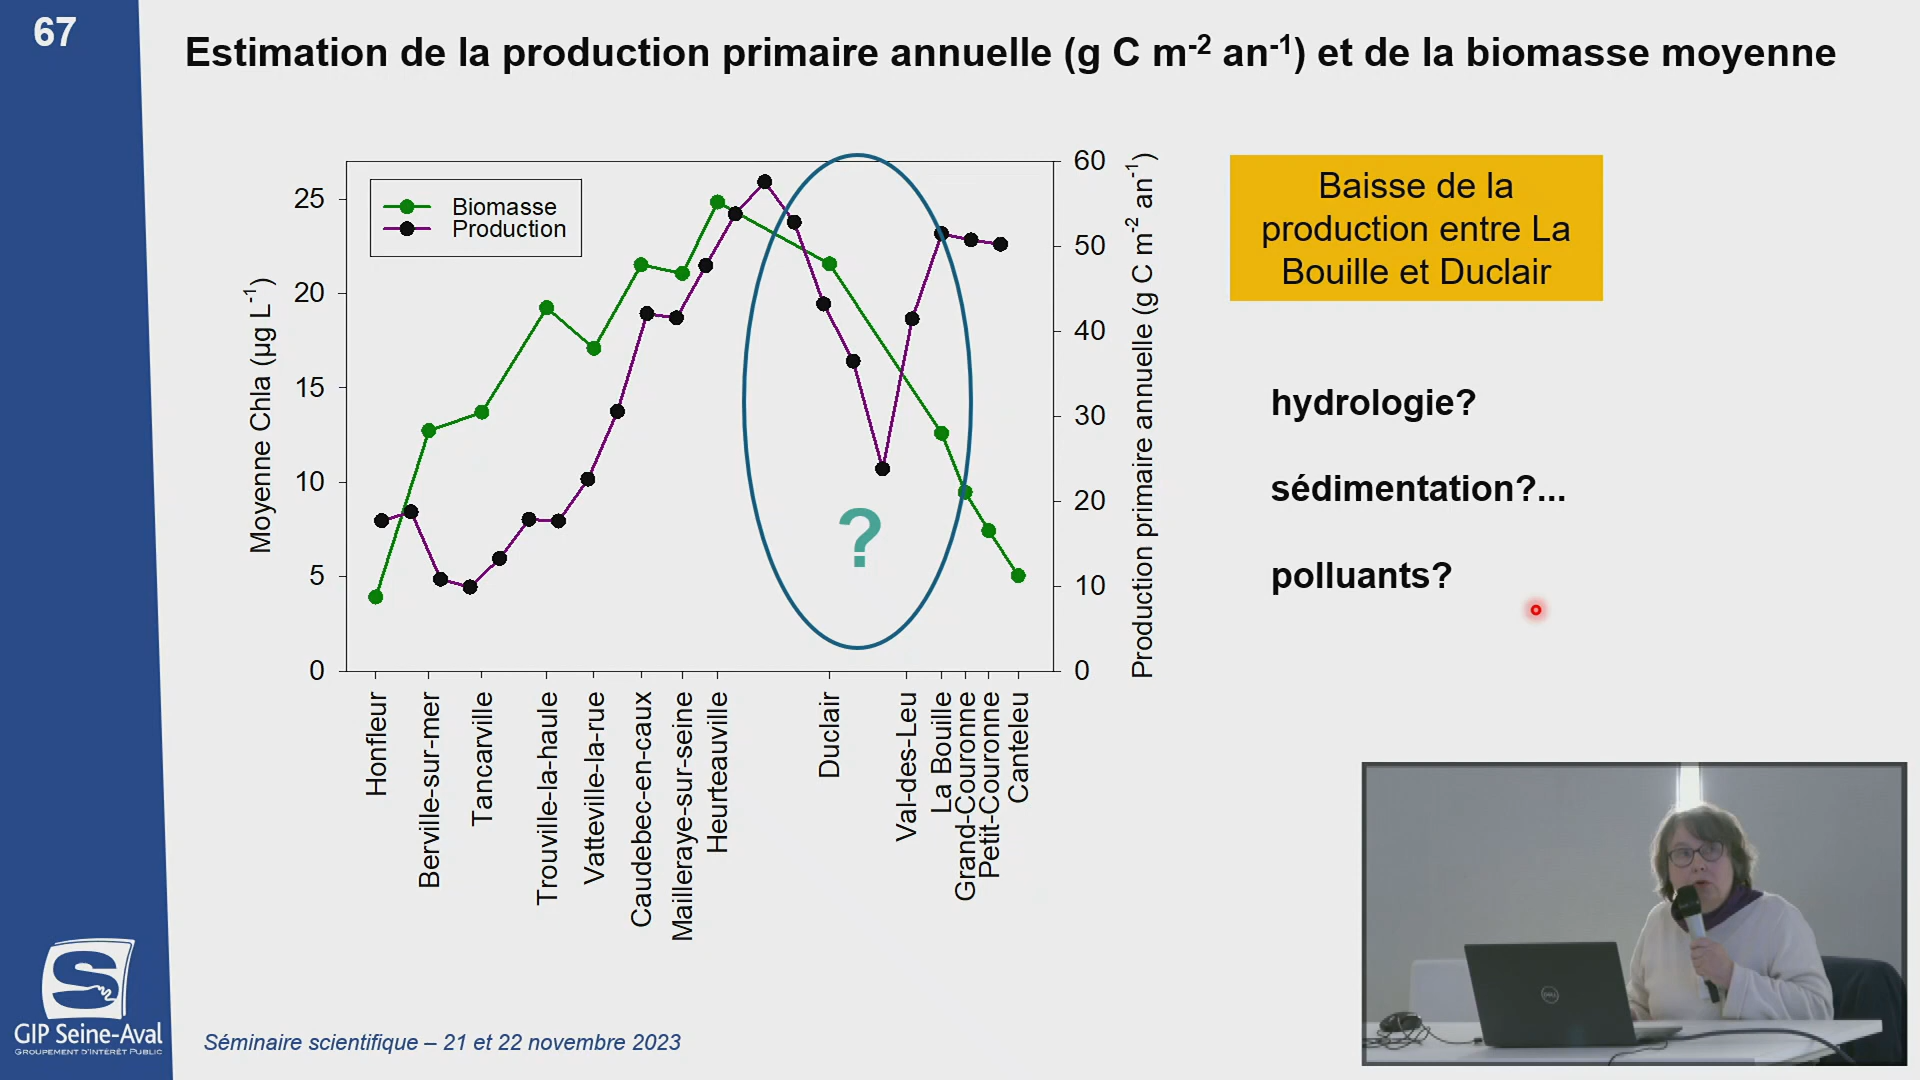 67
Estimation de la production primaire annuelle (g C m-2 an-1) et de la biomasse moyenne
Biomasse
Production
Moyenne Chla (µg L-1)
25
20
15
10
5
0
60
50
40
30
20
10
0
Production primaire annuelle (g C m-2 an-1)
?
Honfleur
Berville-sur-mer
Tancarville
Trouville-la-haule
Vatteville-la-rue
Caudebec-en-caux
Mailleraye-sur-seine
Heurteauville
Duclair
Val-des-Leu
La Bouille
Grand-Couronne
Petit-Couronne
Canteleu
Baisse de la
production entre La
Bouille et Duclair
hydrologie?
sédimentation?...
polluants?
DELL
S
GIP Seine-Aval
GROUPEMENT D'INTÉRÊT PUBLIC
Séminaire scientifique – 21 et 22 novembre 2023